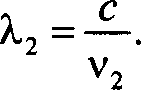 λ₂ = c/ν₂.